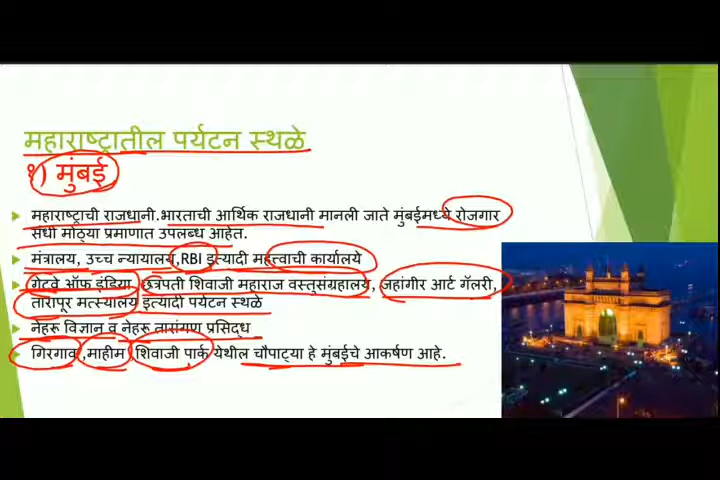 महाराष्ट्रातील पर्यटन स्थळे
१) मुंबई
महाराष्ट्राची राजधानी.भारताची आर्थिक राजधानी मानली जाते मुंबईमध्ये रोजगार
संधी मोठ्या प्रमाणात उपलब्ध आहेत.
मंत्रालय, उच्च न्यायालय,RBI इत्यादी महत्त्वाची कार्यालये
गेटवे ऑफ इंडिया, छत्रपती शिवाजी महाराज वस्तुसंग्रहालय, जहांगीर आर्ट गॅलरी,
तारापूर मत्स्यालय इत्यादी पर्यटन स्थळे
नेहरू विज्ञान व नेहरू तारांगण प्रसिद्ध
गिरगाव ,माहीम, शिवाजी पार्क येथील चौपाट्या हे मुंबईचे आकर्षण आहे.